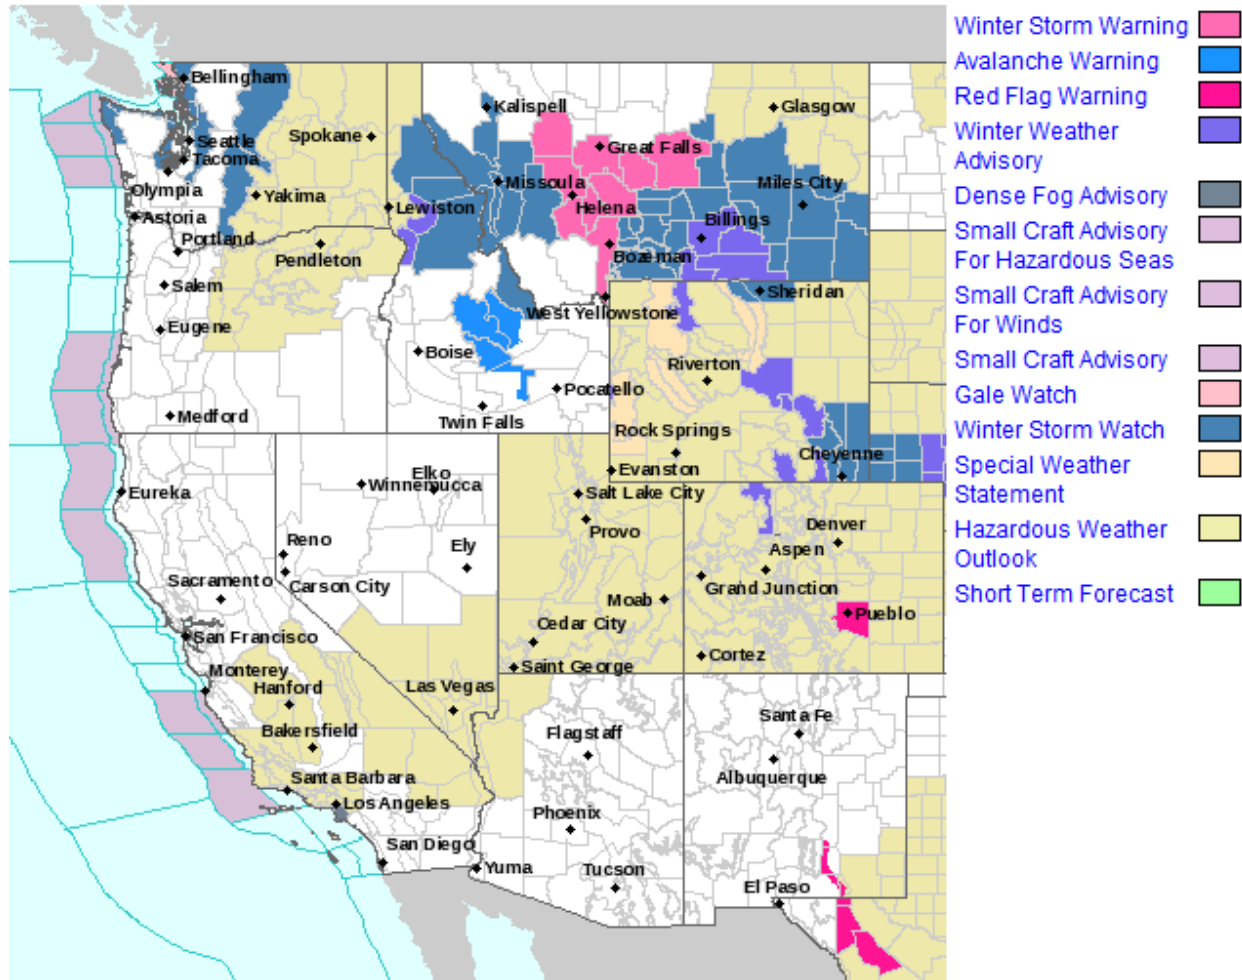 Bellingham
Kalispell
Glasgow
Spokane
Seattle
Great Falls
Tacoma
Missoula
Miles City
Olympia
Yakima
Lewiston
Helena
Astoria
Billings
Portland
Pendleton
Bozeman
Salem
Sheridan
West Yellowstone
Eugene
Boise
Riverton
Pocatello
Medford
Twin Falls
Rock Springs
Cheyenne
Elko
Evanston
Winnemucca
Eureka
Salt Lake City
Provo
Denver
Reno
Ely
Aspen
Sacramento
Carson City
Grand Junction
Moab
Pueblo
San Francisco
Cedar City
Cortez
Monterey
Saint George
Hanford
Las Vegas
Santa Fe
Bakersfield
Flagstaff
Albuquerque
Santa Barbara
Los Angeles
Phoenix
San Diego
Yuma
Tucson
El Paso
Winter Storm Warning
Avalanche Warning
Red Flag Warning
Winter Weather
Advisory
Dense Fog Advisory
Small Craft Advisory
For Hazardous Seas
Small Craft Advisory
For Winds
Small Craft Advisory
Gale Watch
Winter Storm Watch
Special Weather
Statement
Hazardous Weather
Outlook
Short Term Forecast